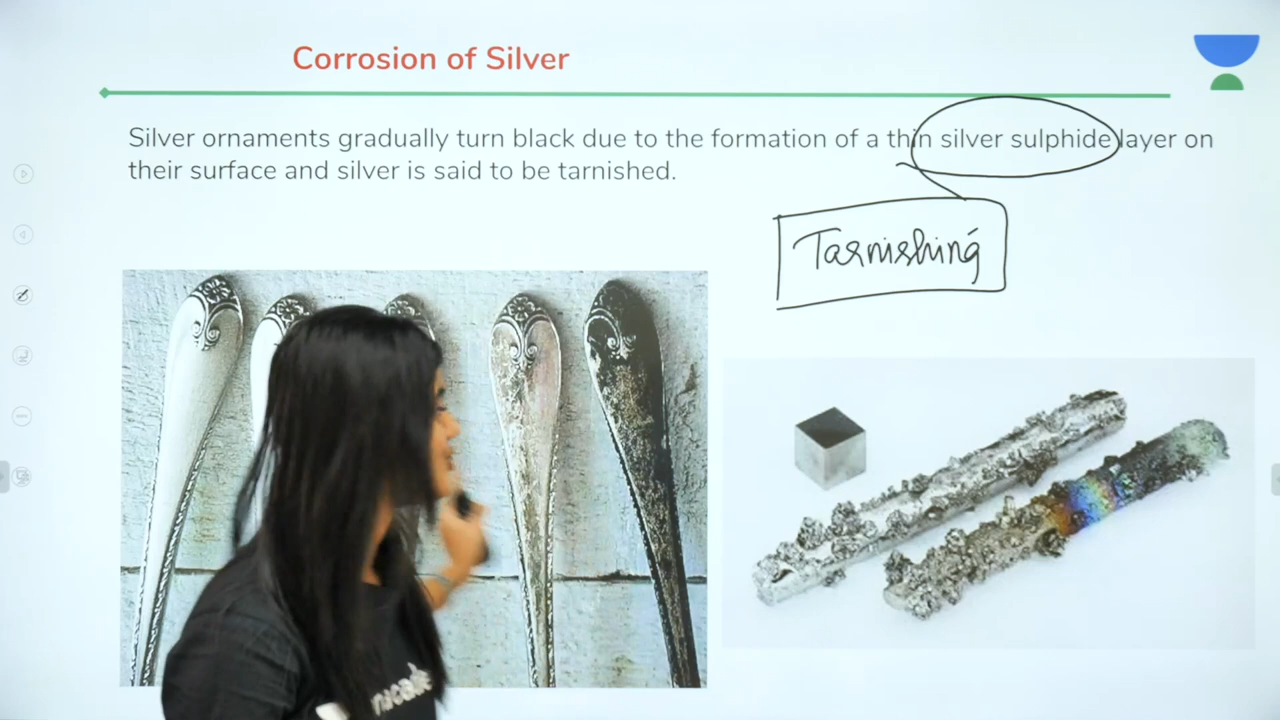 Corrosion of Silver
Silver ornaments gradually turn black due to the formation of a thin silver sulphide layer on
their surface and silver is said to be tarnished.
Tarnishing